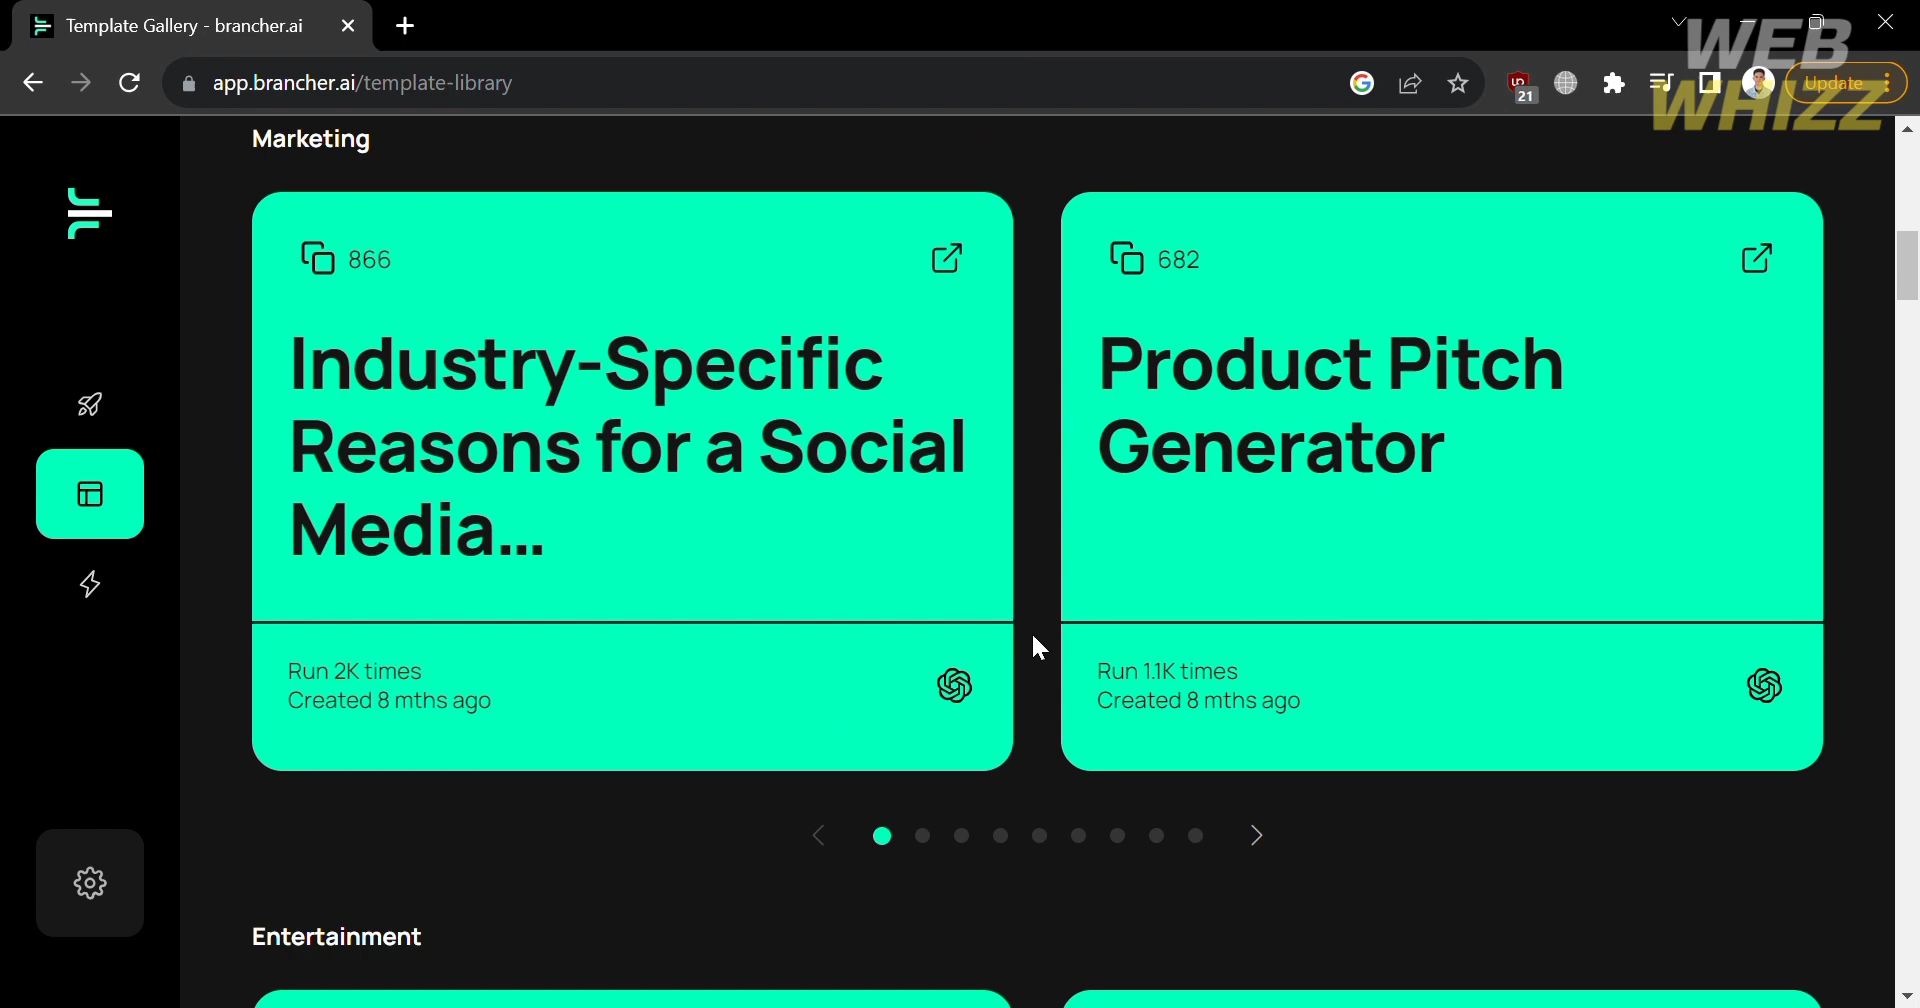 Template Gallery - brancher.ai
app.brancher.ai/template-library
21
Update
WEB
WHIZZ
Marketing
866
Industry-Specific
Reasons for a Social
Media...
Run 2K times
Created 8 mths ago
682
Product Pitch
Generator
Run 1.1K times
Created 8 mths ago
Entertainment